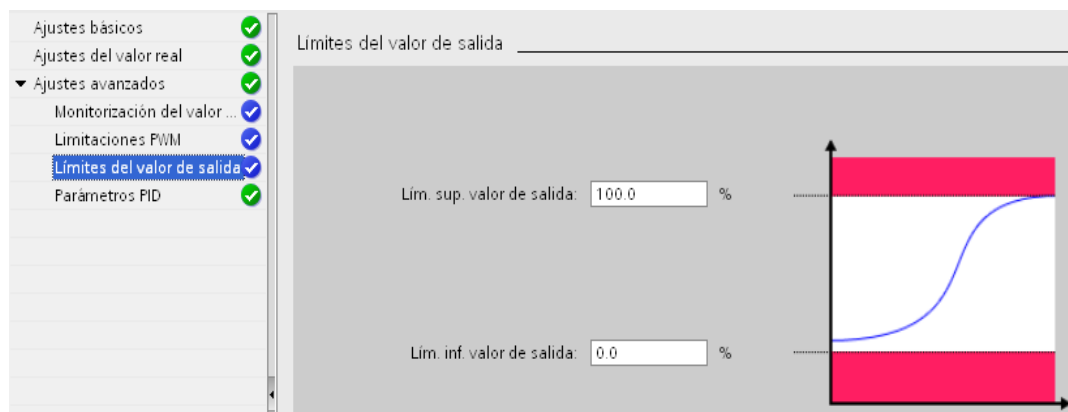 Ajustes básicos
Ajustes del valor real
Ajustes avanzados
Monitorización del valor ...
Limitaciones PWM
Límites del valor de salida
Parámetros PID
Límites del valor de salida
Lím. sup. valor de salida: 100.0 %
Lím. inf. valor de salida: 0.0 %